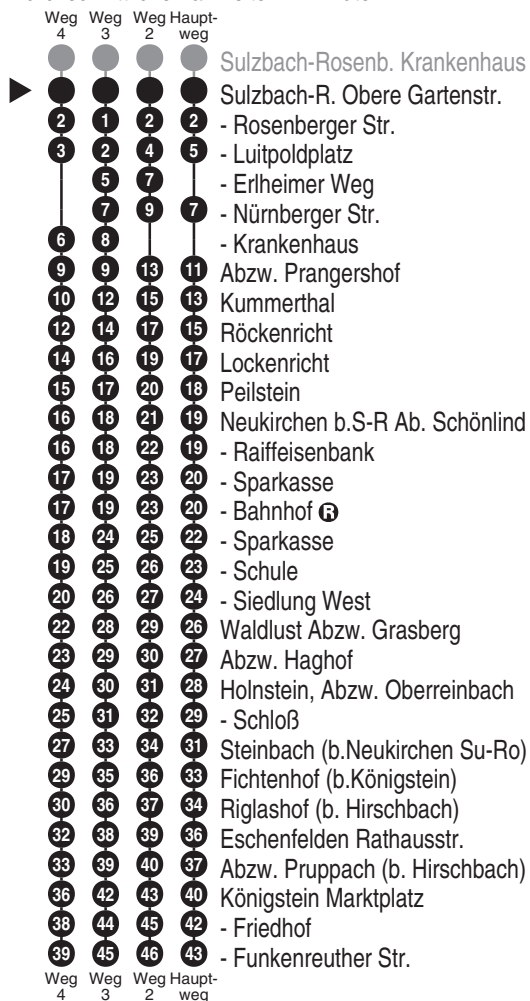 Weg Weg Weg Haupt-
4 3 2 weg
Sulzbach-Rosenb. Krankenhaus
Sulzbach-R. Obere Gartenstr.
2 1 2 2 - Rosenberger Str.
3 2 4 5 - Luitpoldplatz
5 7 - Erlheimer Weg
7 9 7 - Nürnberger Str.
6 8 - Krankenhaus
9 9 13 11 Abzw. Prangershof
10 12 15 13 Kummerthal
12 14 17 15 Röckenricht
14 16 19 17 Lockenricht
15 17 20 18 Peilstein
16 18 21 19 Neukirchen b.S-R Ab. Schönlind
16 18 22 19 - Raiffeisenbank
17 19 23 20 - Sparkasse
17 19 23 20 - Bahnhof R
18 24 25 22 - Sparkasse
19 25 26 23 - Schule
20 26 27 24 - Siedlung West
22 28 29 26 Waldlust Abzw. Grasberg
23 29 30 27 Abzw. Haghof
24 30 31 28 Holnstein, Abzw. Oberreinbach
25 31 32 29 - Schloß
27 33 34 31 Steinbach (b.Neukirchen Su-Ro)
29 35 36 33 Fichtenhof (b.Königstein)
30 36 37 34 Riglashof (b. Hirschbach)
32 38 39 36 Eschenfelden Rathausstr.
33 39 40 37 Abzw. Pruppach (b. Hirschbach)
36 42 43 40 Königstein Marktplatz
38 44 45 42 - Friedhof
39 45 46 43 - Funkenreuther Str.
Weg Weg Weg Haupt-
4 3 2 weg